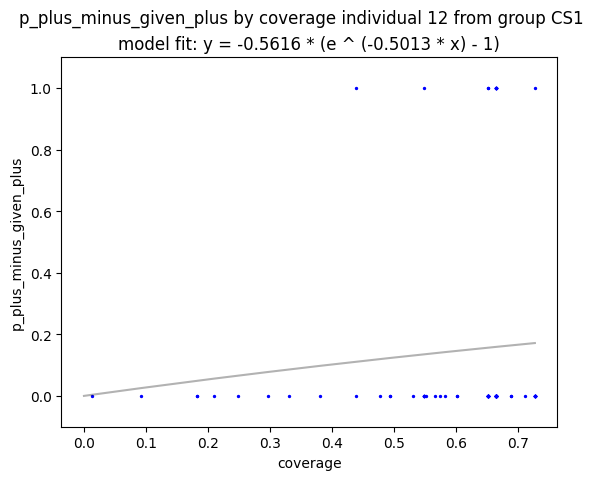 p_plus_minus_given_plus by coverage individual 12 from group CS1
model fit: y = -0.5616 * (e ^ (-0.5013 * x) - 1)
p_plus_minus_given_plus
1.0
0.8
0.6
0.4
0.2
0.0
0.0 0.1 0.2 0.3 0.4 0.5 0.6 0.7
coverage